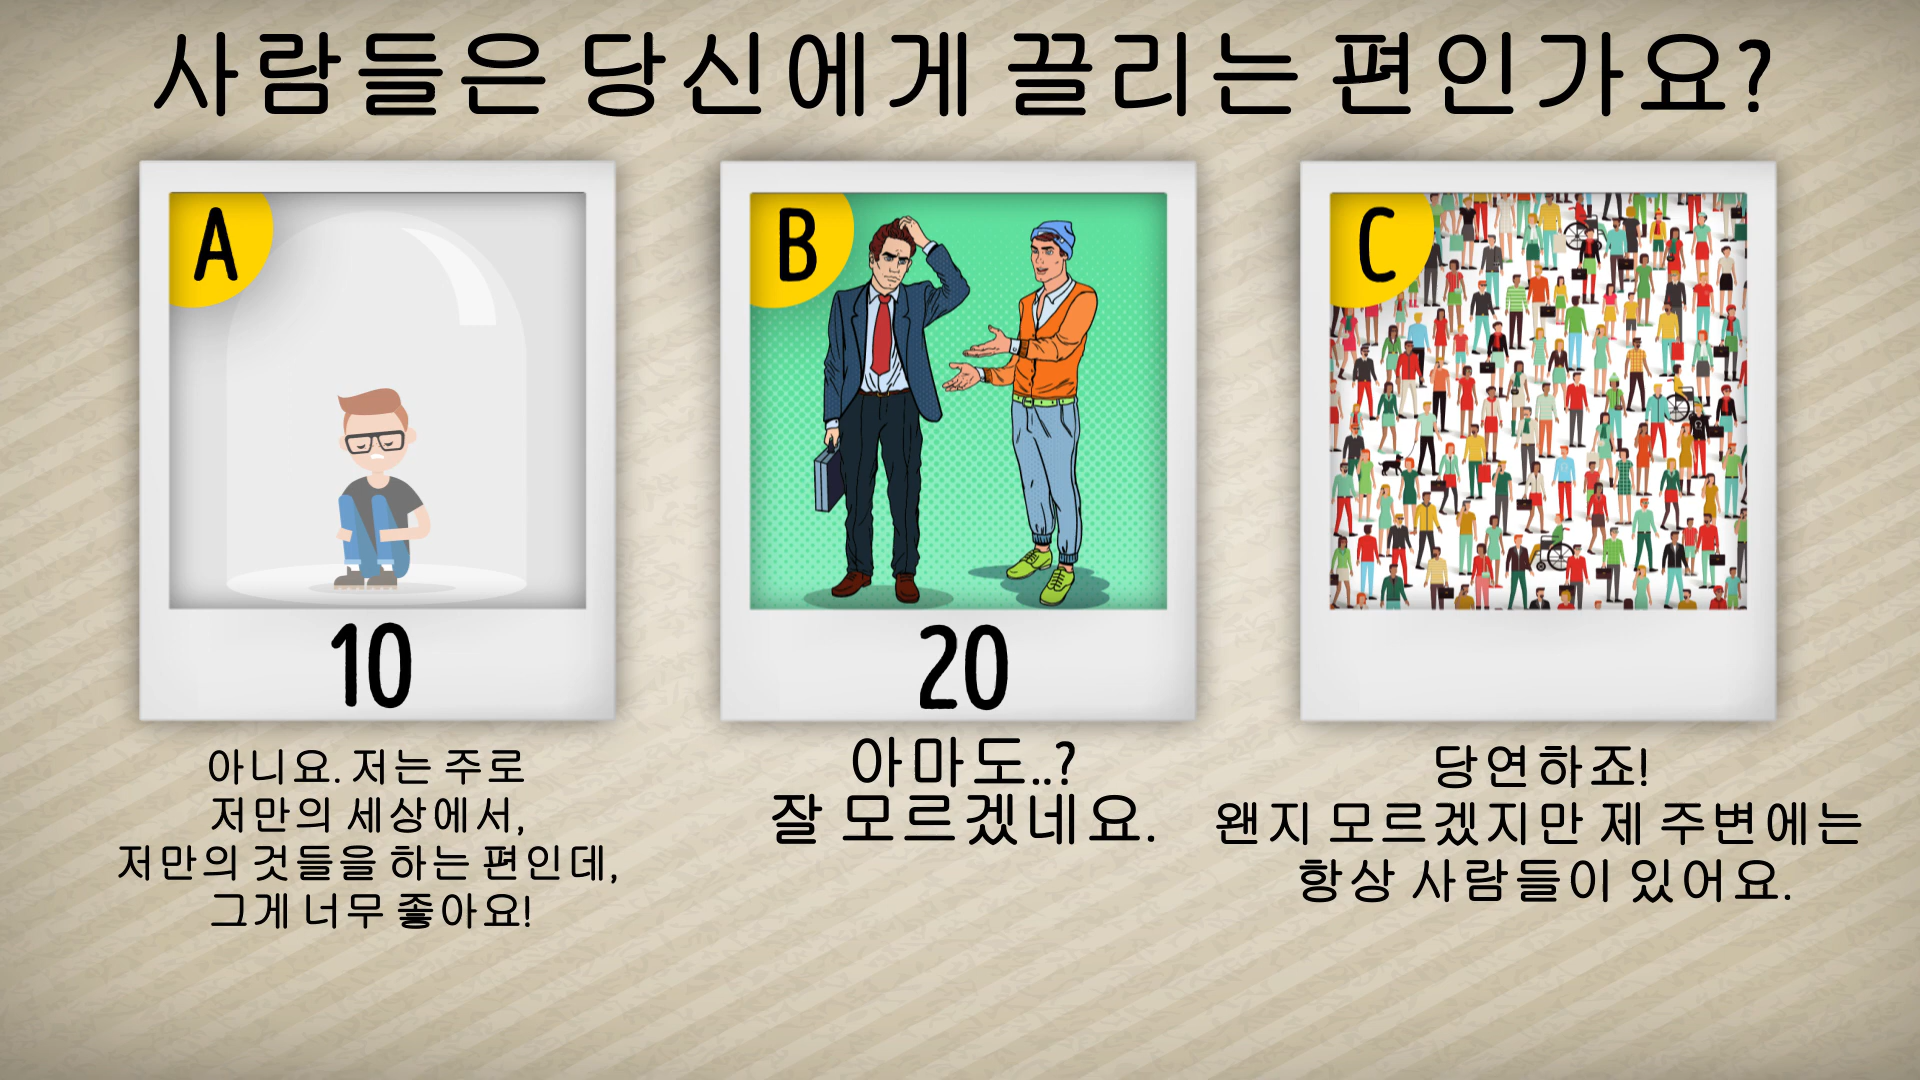 사람들은 당신에게 끌리는 편인가요?
A
10
아니요. 저는 주로
저만의 세상에서,
저만의 것들을 하는 편인데,
그게 너무 좋아요!
B
20
아마도..?
잘 모르겠네요.
C
당연하죠!
왠지 모르겠지만 제 주변에는
항상 사람들이 있어요.